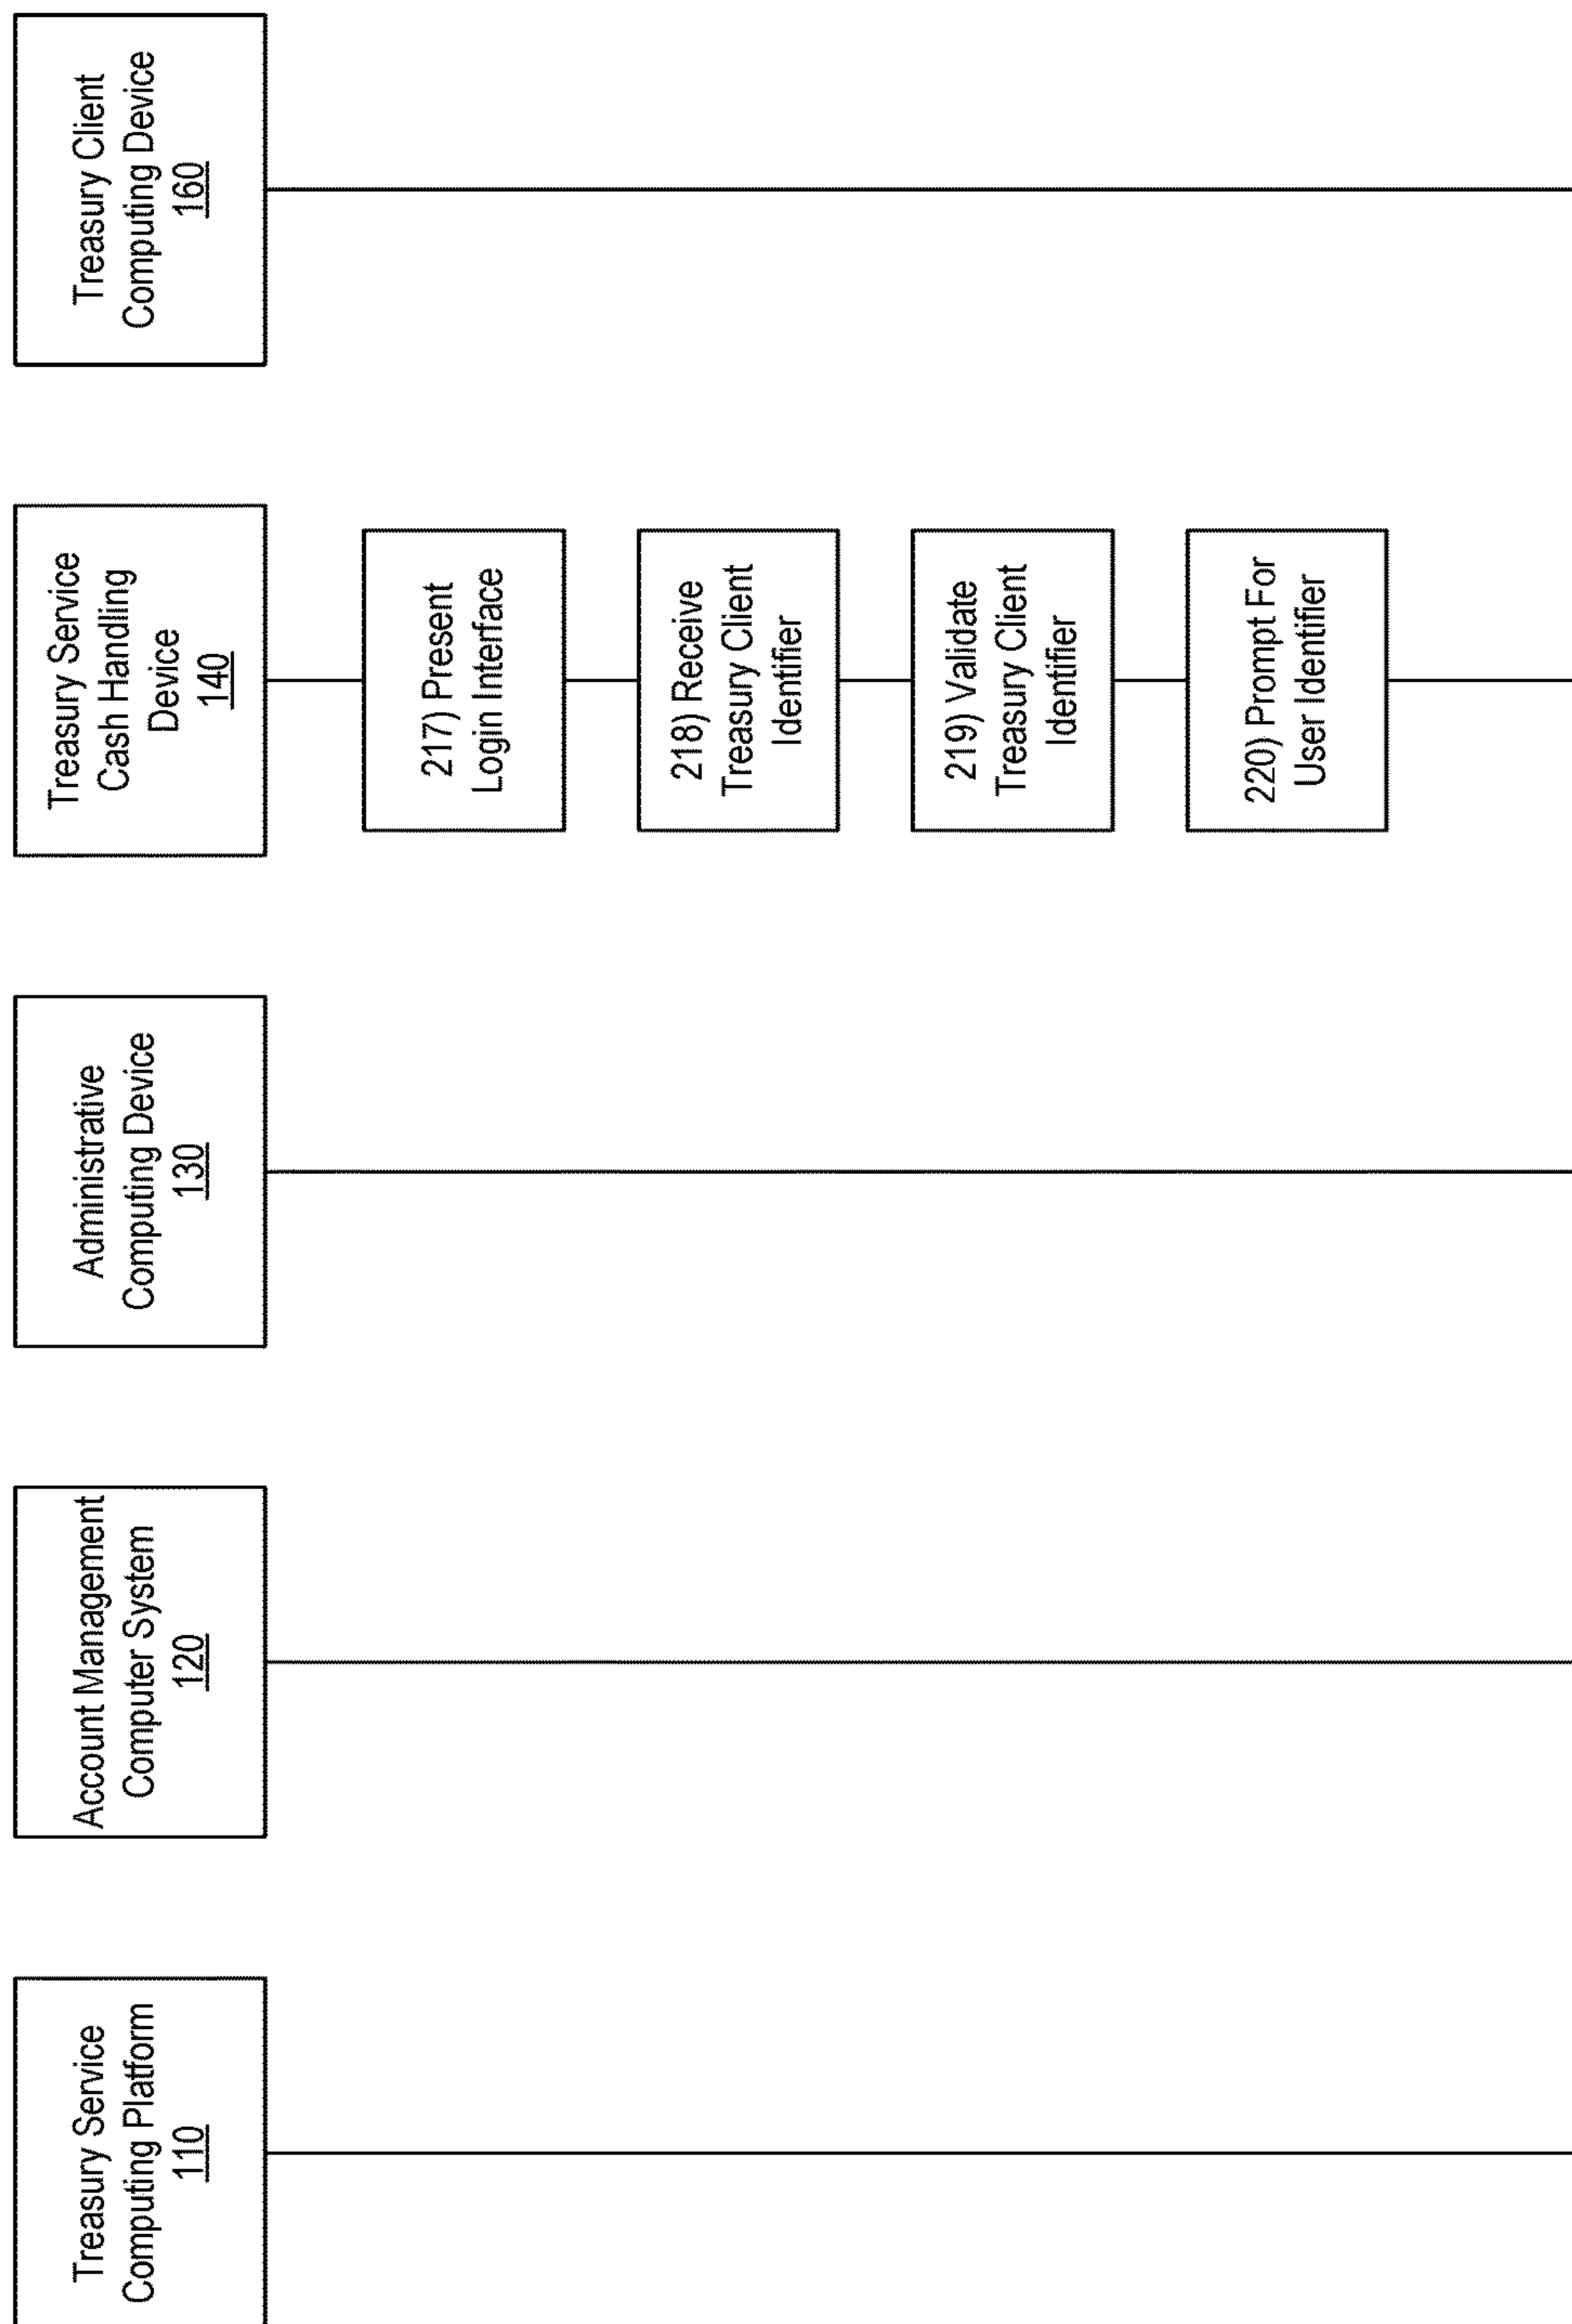 Treasury Service
Computing Platform
110
Account Management
Computer System
120
Administrative
Computing Device
130
Treasury Service
Cash Handling
Device
140
Treasury Client
Computing Device
160
217) Present
Login Interface
218) Receive
Treasury Client
Identifier
219) Validate
Treasury Client
Identifier
220) Prompt For
User Identifier